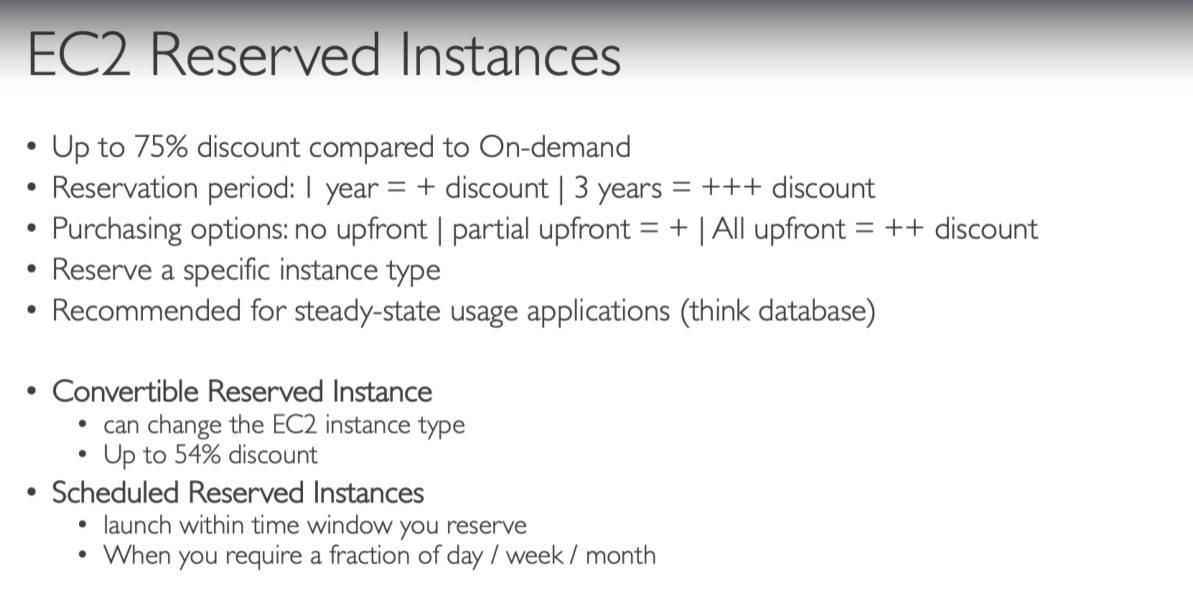 EC2 Reserved Instances
• Up to 75% discount compared to On-demand
• Reservation period: 1 year = + discount | 3 years = +++ discount
• Purchasing options: no upfront | partial upfront = + | All upfront = ++ discount
• Reserve a specific instance type
• Recommended for steady-state usage applications (think database)
• Convertible Reserved Instance
• can change the EC2 instance type
• Up to 54% discount
• Scheduled Reserved Instances
• launch within time window you reserve
• When you require a fraction of day / week / month